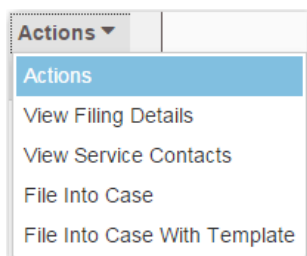 Actions
Actions
View Filing Details
View Service Contacts
File Into Case
File Into Case With Template